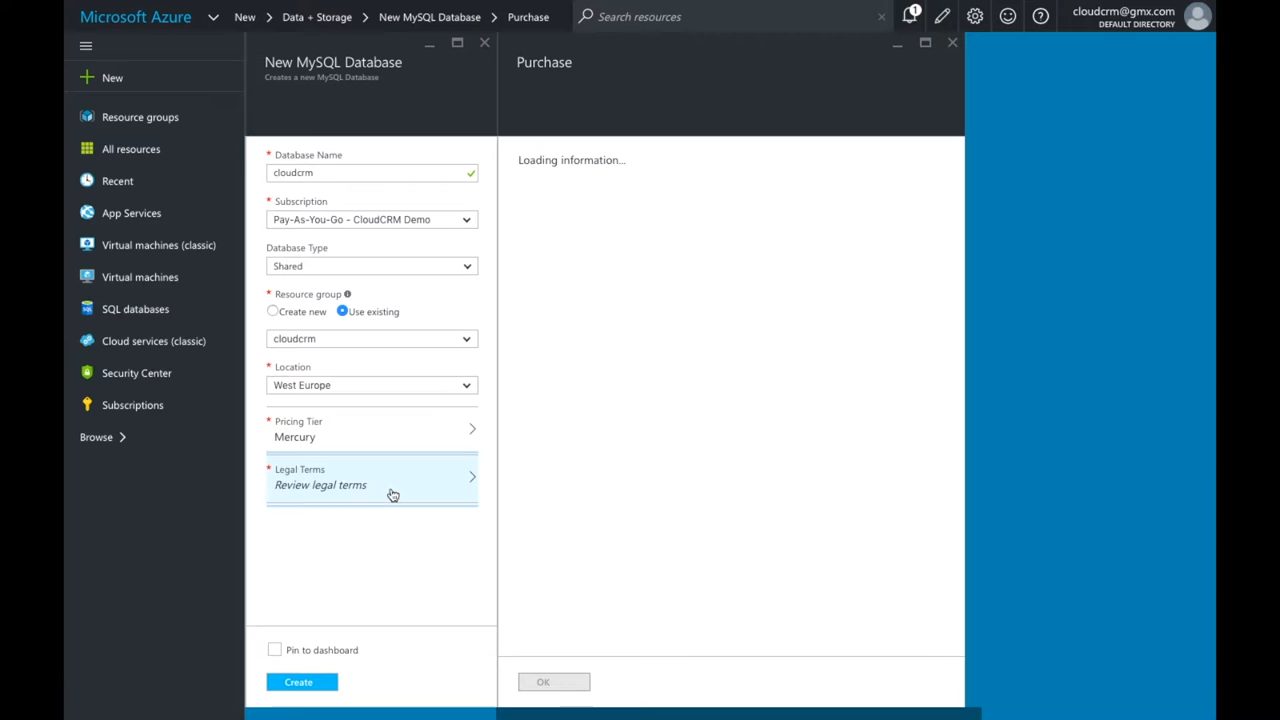 Microsoft Azure New Data + Storage New MySQL Database Purchase Search resources 1 cloudcrm@gmx.com
DEFAULT DIRECTORY
New
Resource groups
All resources
Recent
App Services
Virtual machines (classic)
Virtual machines
SQL databases
Cloud services (classic)
Security Center
Subscriptions
Browse
New MySQL Database
Creates a new MySQL Database
* Database Name
cloudcrm
* Subscription
Pay-As-You-Go - CloudCRM Demo
Database Type
Shared
* Resource group
Create new Use existing
cloudcrm
* Location
West Europe
* Pricing Tier
Mercury
* Legal Terms
Review legal terms
Pin to dashboard
Create
Purchase
Loading information...
OK